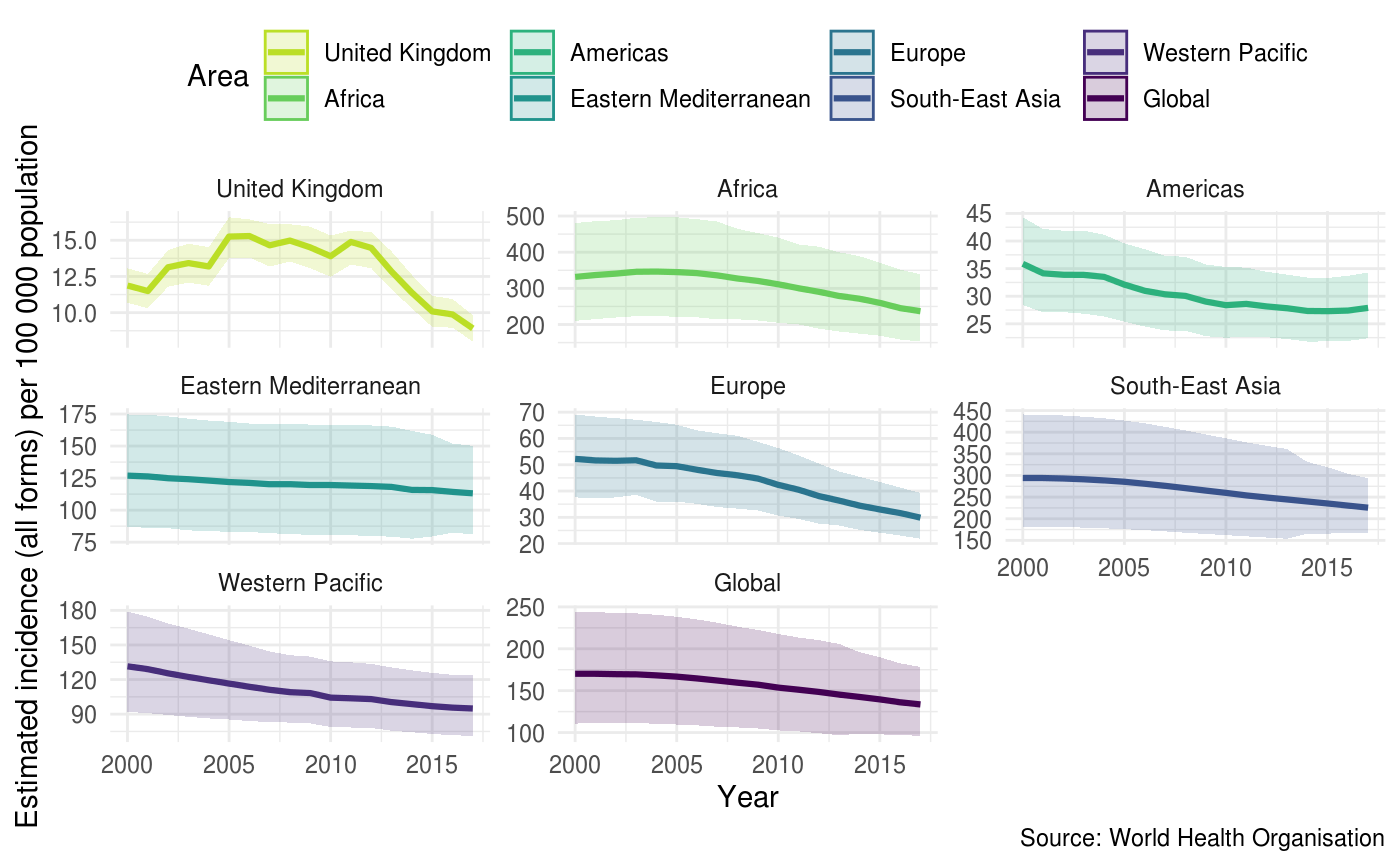 Area
United Kingdom
Americas
Europe
Western Pacific
Africa
Eastern Mediterranean
South-East Asia
Global
Estimated incidence (all forms) per 100 000 population
United Kingdom
15.0
12.5
10.0
Africa
500
400
300
200
Americas
45
40
35
30
25
Eastern Mediterranean
175
150
125
100
75
Europe
70
60
50
40
30
20
South-East Asia
450
400
350
300
250
200
150
2000 2005 2010 2015
Western Pacific
180
150
120
90
2000 2005 2010 2015
Global
250
200
150
100
2000 2005 2010 2015
Year
Source: World Health Organisation